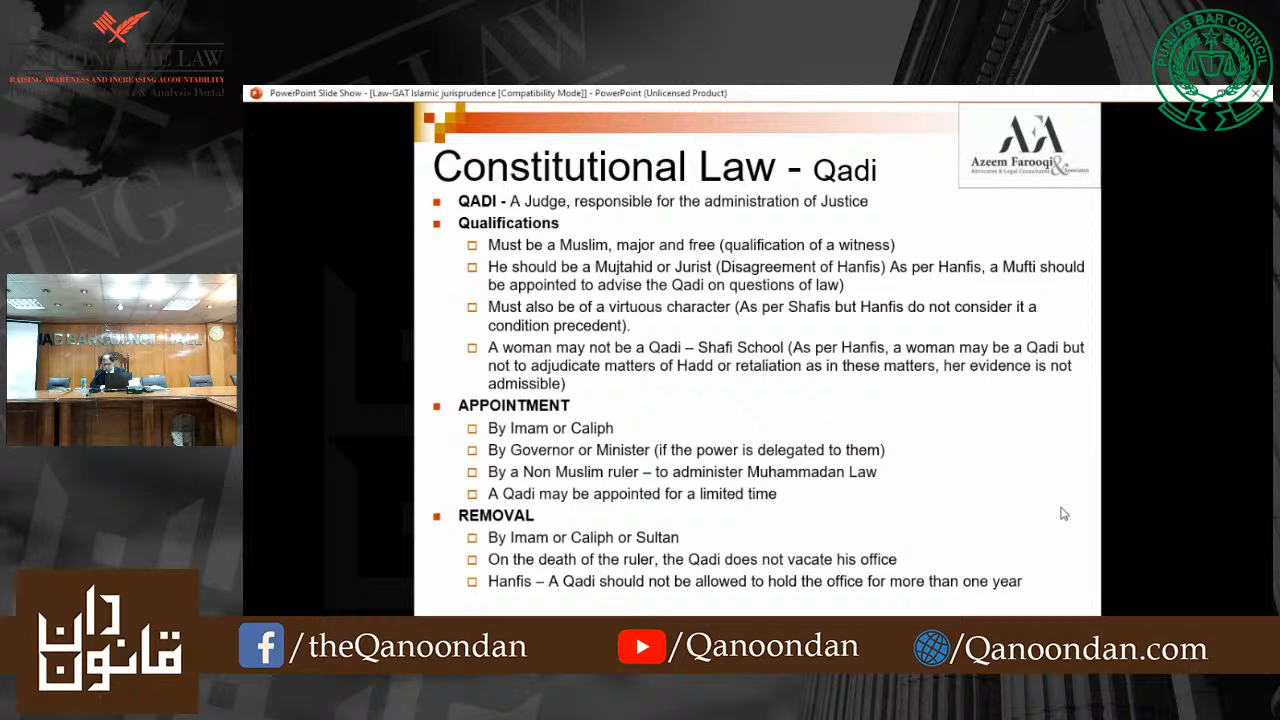 RAISING AWARENESS AND INCREASING ACCOUNTABILITY
PUNJAB BAR COUNCIL
PowerPoint Slide Show - [Law-GAT Islamic jurisprudence [Compatibility Mode]] - PowerPoint (Unlicensed Product)
AFA
Azeem Farooqi &
Advocates & Legal Consultants Associates
Constitutional Law - Qadi
QADI - A Judge, responsible for the administration of Justice
Qualifications
Must be a Muslim, major and free (qualification of a witness)
He should be a Mujtahid or Jurist (Disagreement of Hanfis) As per Hanfis, a Mufti should
be appointed to advise the Qadi on questions of law)
Must also be of a virtuous character (As per Shafis but Hanfis do not consider it a
condition precedent).
A woman may not be a Qadi – Shafi School (As per Hanfis, a woman may be a Qadi but
not to adjudicate matters of Hadd or retaliation as in these matters, her evidence is not
admissible)
APPOINTMENT
By Imam or Caliph
By Governor or Minister (if the power is delegated to them)
By a Non Muslim ruler – to administer Muhammadan Law
A Qadi may be appointed for a limited time
REMOVAL
By Imam or Caliph or Sultan
On the death of the ruler, the Qadi does not vacate his office
Hanfis – A Qadi should not be allowed to hold the office for more than one year
قانون دان
/theQanoondan
/Qanoondan
/Qanoondan.com